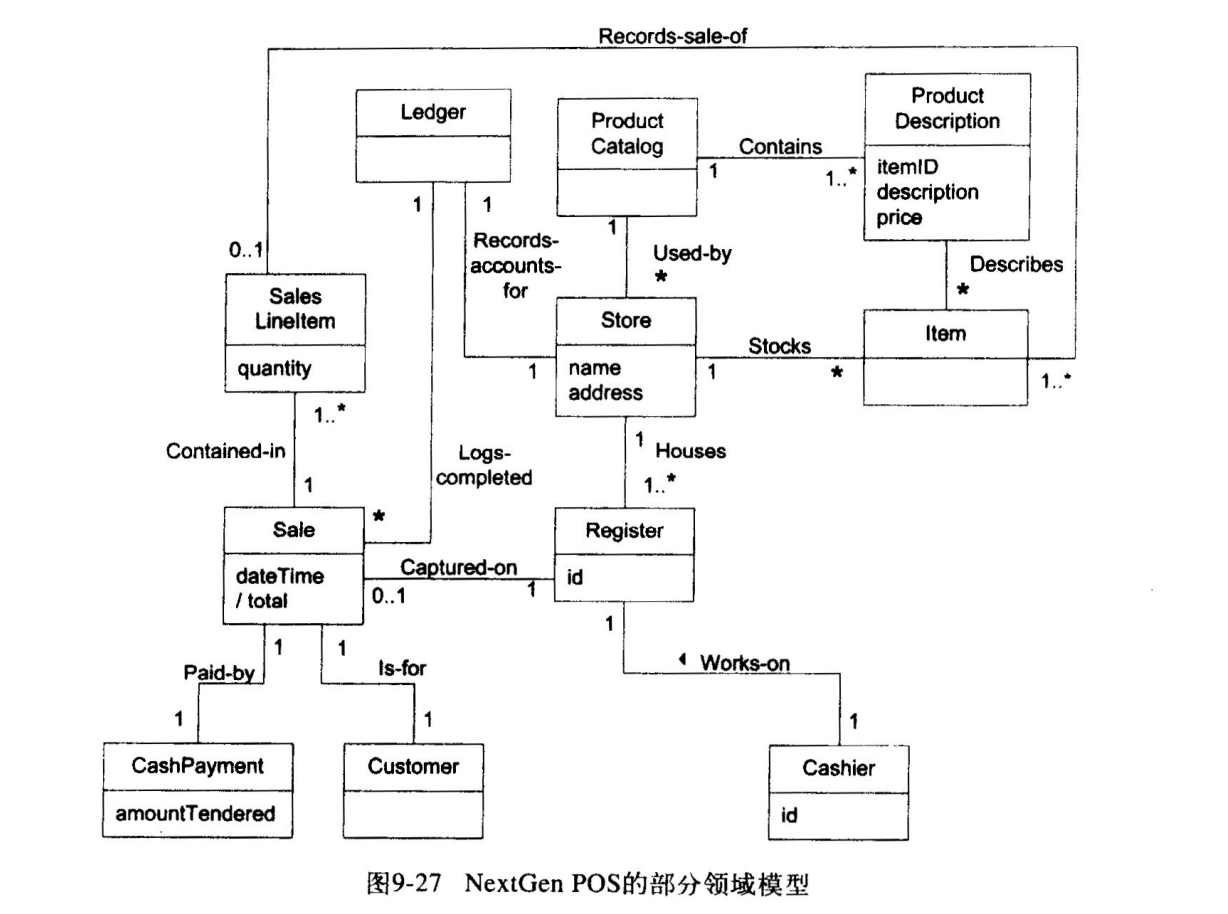 Records-sale-of
Ledger
Product
Catalog
Product
Description
itemID
description
price
Contains
1
1..*
1
1
1
0..1
Records-
accounts-
for
Used-by
*
Describes
*
Sales
LineItem
quantity
Store
name
address
Stocks
1
1
*
Item
1..*
1..*
Contained-in
1
Logs-
completed
*
1
Houses
1..*
Sale
dateTime
/ total
Captured-on
0..1
1
Register
id
1
1
1
Paid-by
Is-for
Works-on
1
1
1
CashPayment
amountTendered
Customer
Cashier
id
图9-27 NextGen POS的部分领域模型